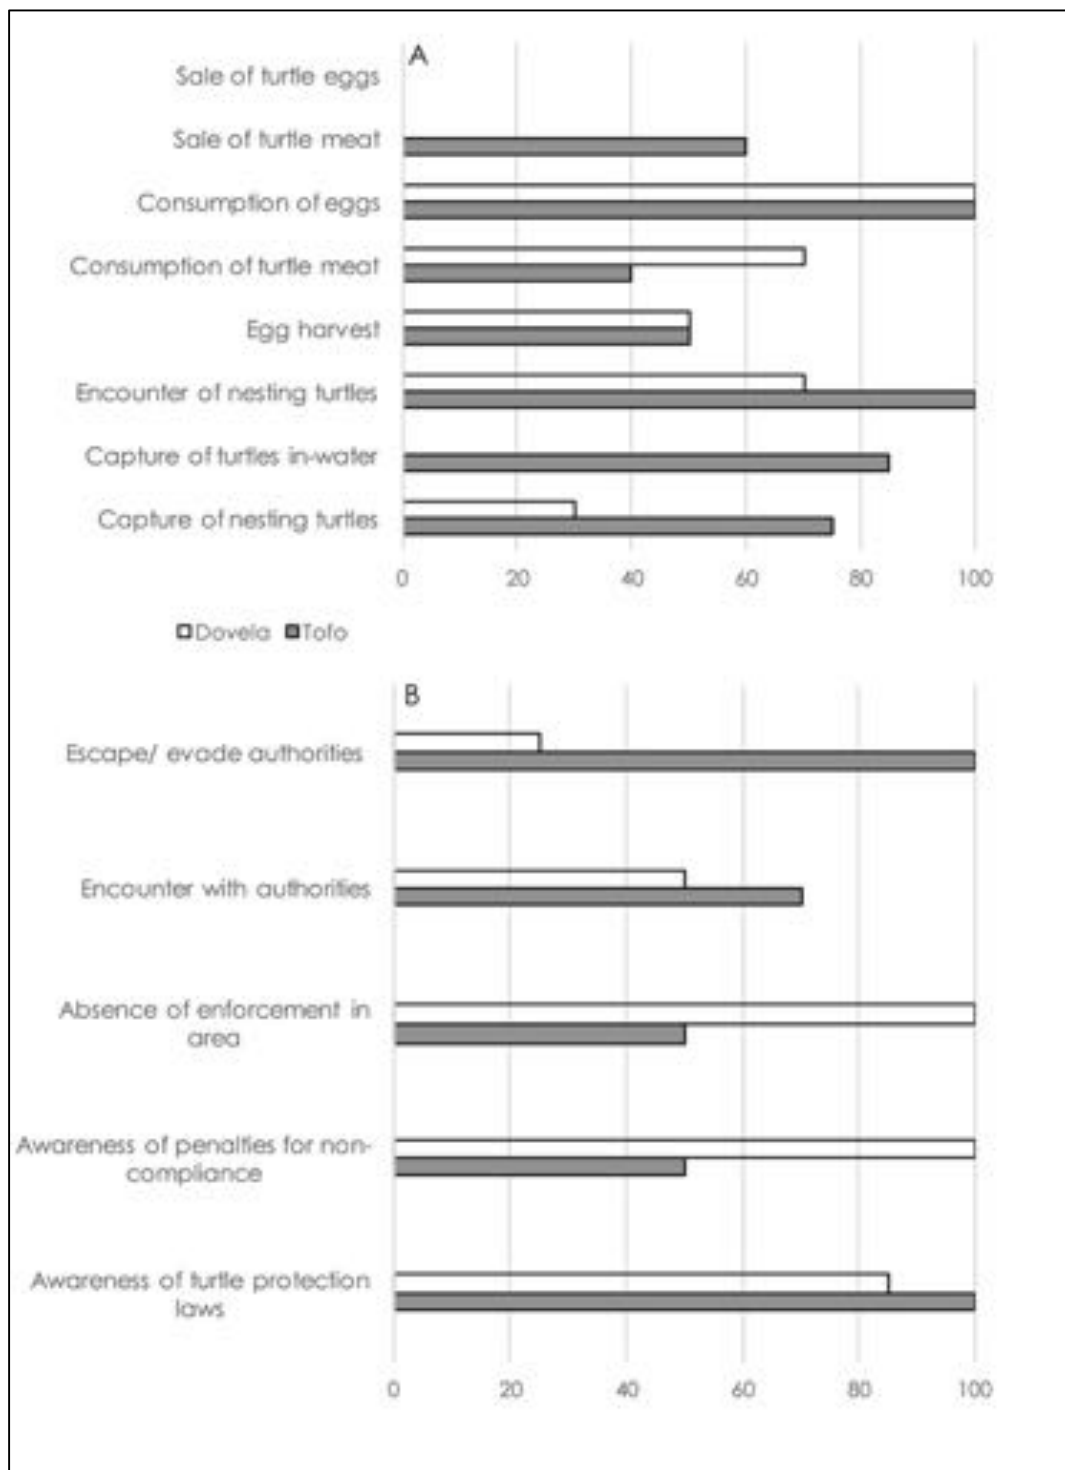 A
Sale of turtle eggs
Sale of turtle meat
Consumption of eggs
Consumption of turtle meat
Egg harvest
Encounter of nesting turtles
Capture of turtles in-water
Capture of nesting turtles
0 20 40 60 80 100
Dovela Tofo
B
Escape/ evade authorities
Encounter with authorities
Absence of enforcement in
area
Awareness of penalties for non-
compliance
Awareness of turtle protection
laws
0 20 40 60 80 100